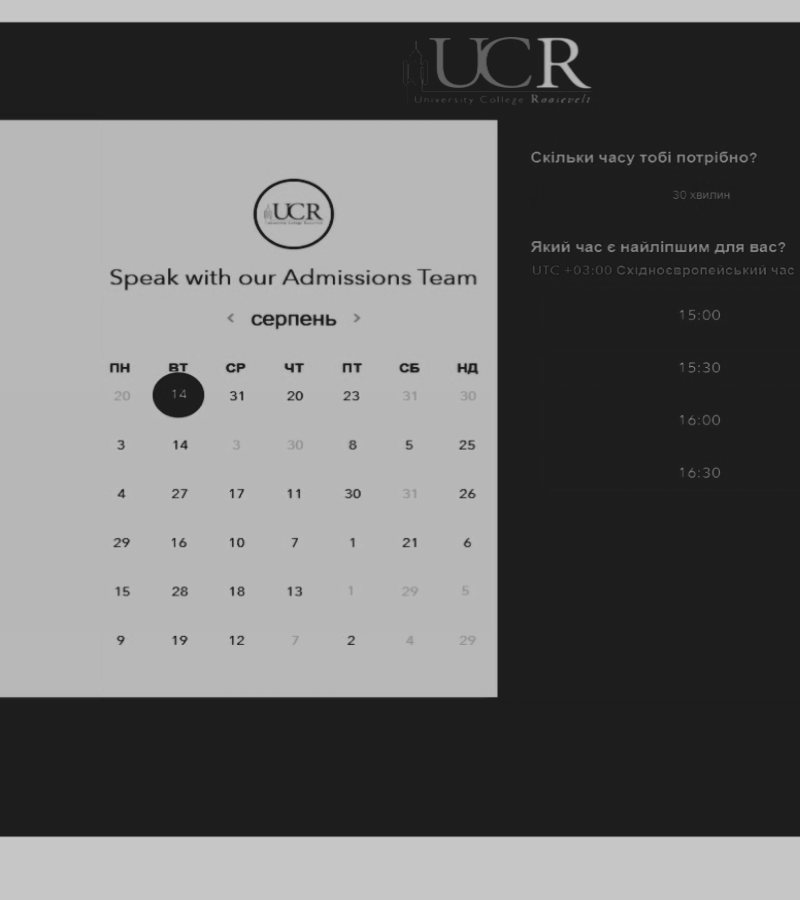 UCR
University College Roosevelt
UCR
Speak with our Admissions Team
< серпень >
ПН ВТ СР ЧТ ПТ СБ НД
20 14 31 20 23 31 30
3 14 3 30 8 5 25
4 27 17 11 30 31 26
29 16 10 7 1 21 6
15 28 18 13 1 29 5
9 19 12 7 2 4 29
Скільки часу тобі потрібно?
30 хвилин
Який час є найліпшим для вас?
UTC +03:00 Східноєвропейський час
15:00
15:30
16:00
16:30